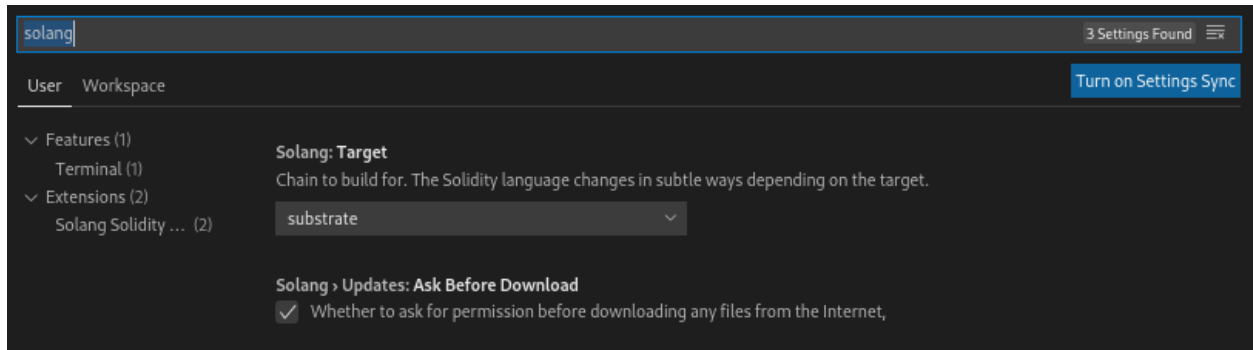 solang
3 Settings Found
User Workspace
Turn on Settings Sync
Features (1)
Terminal (1)
Extensions (2)
Solang Solidity ... (2)
Solang: Target
Chain to build for. The Solidity language changes in subtle ways depending on the target.
substrate
Solang › Updates: Ask Before Download
Whether to ask for permission before downloading any files from the Internet,